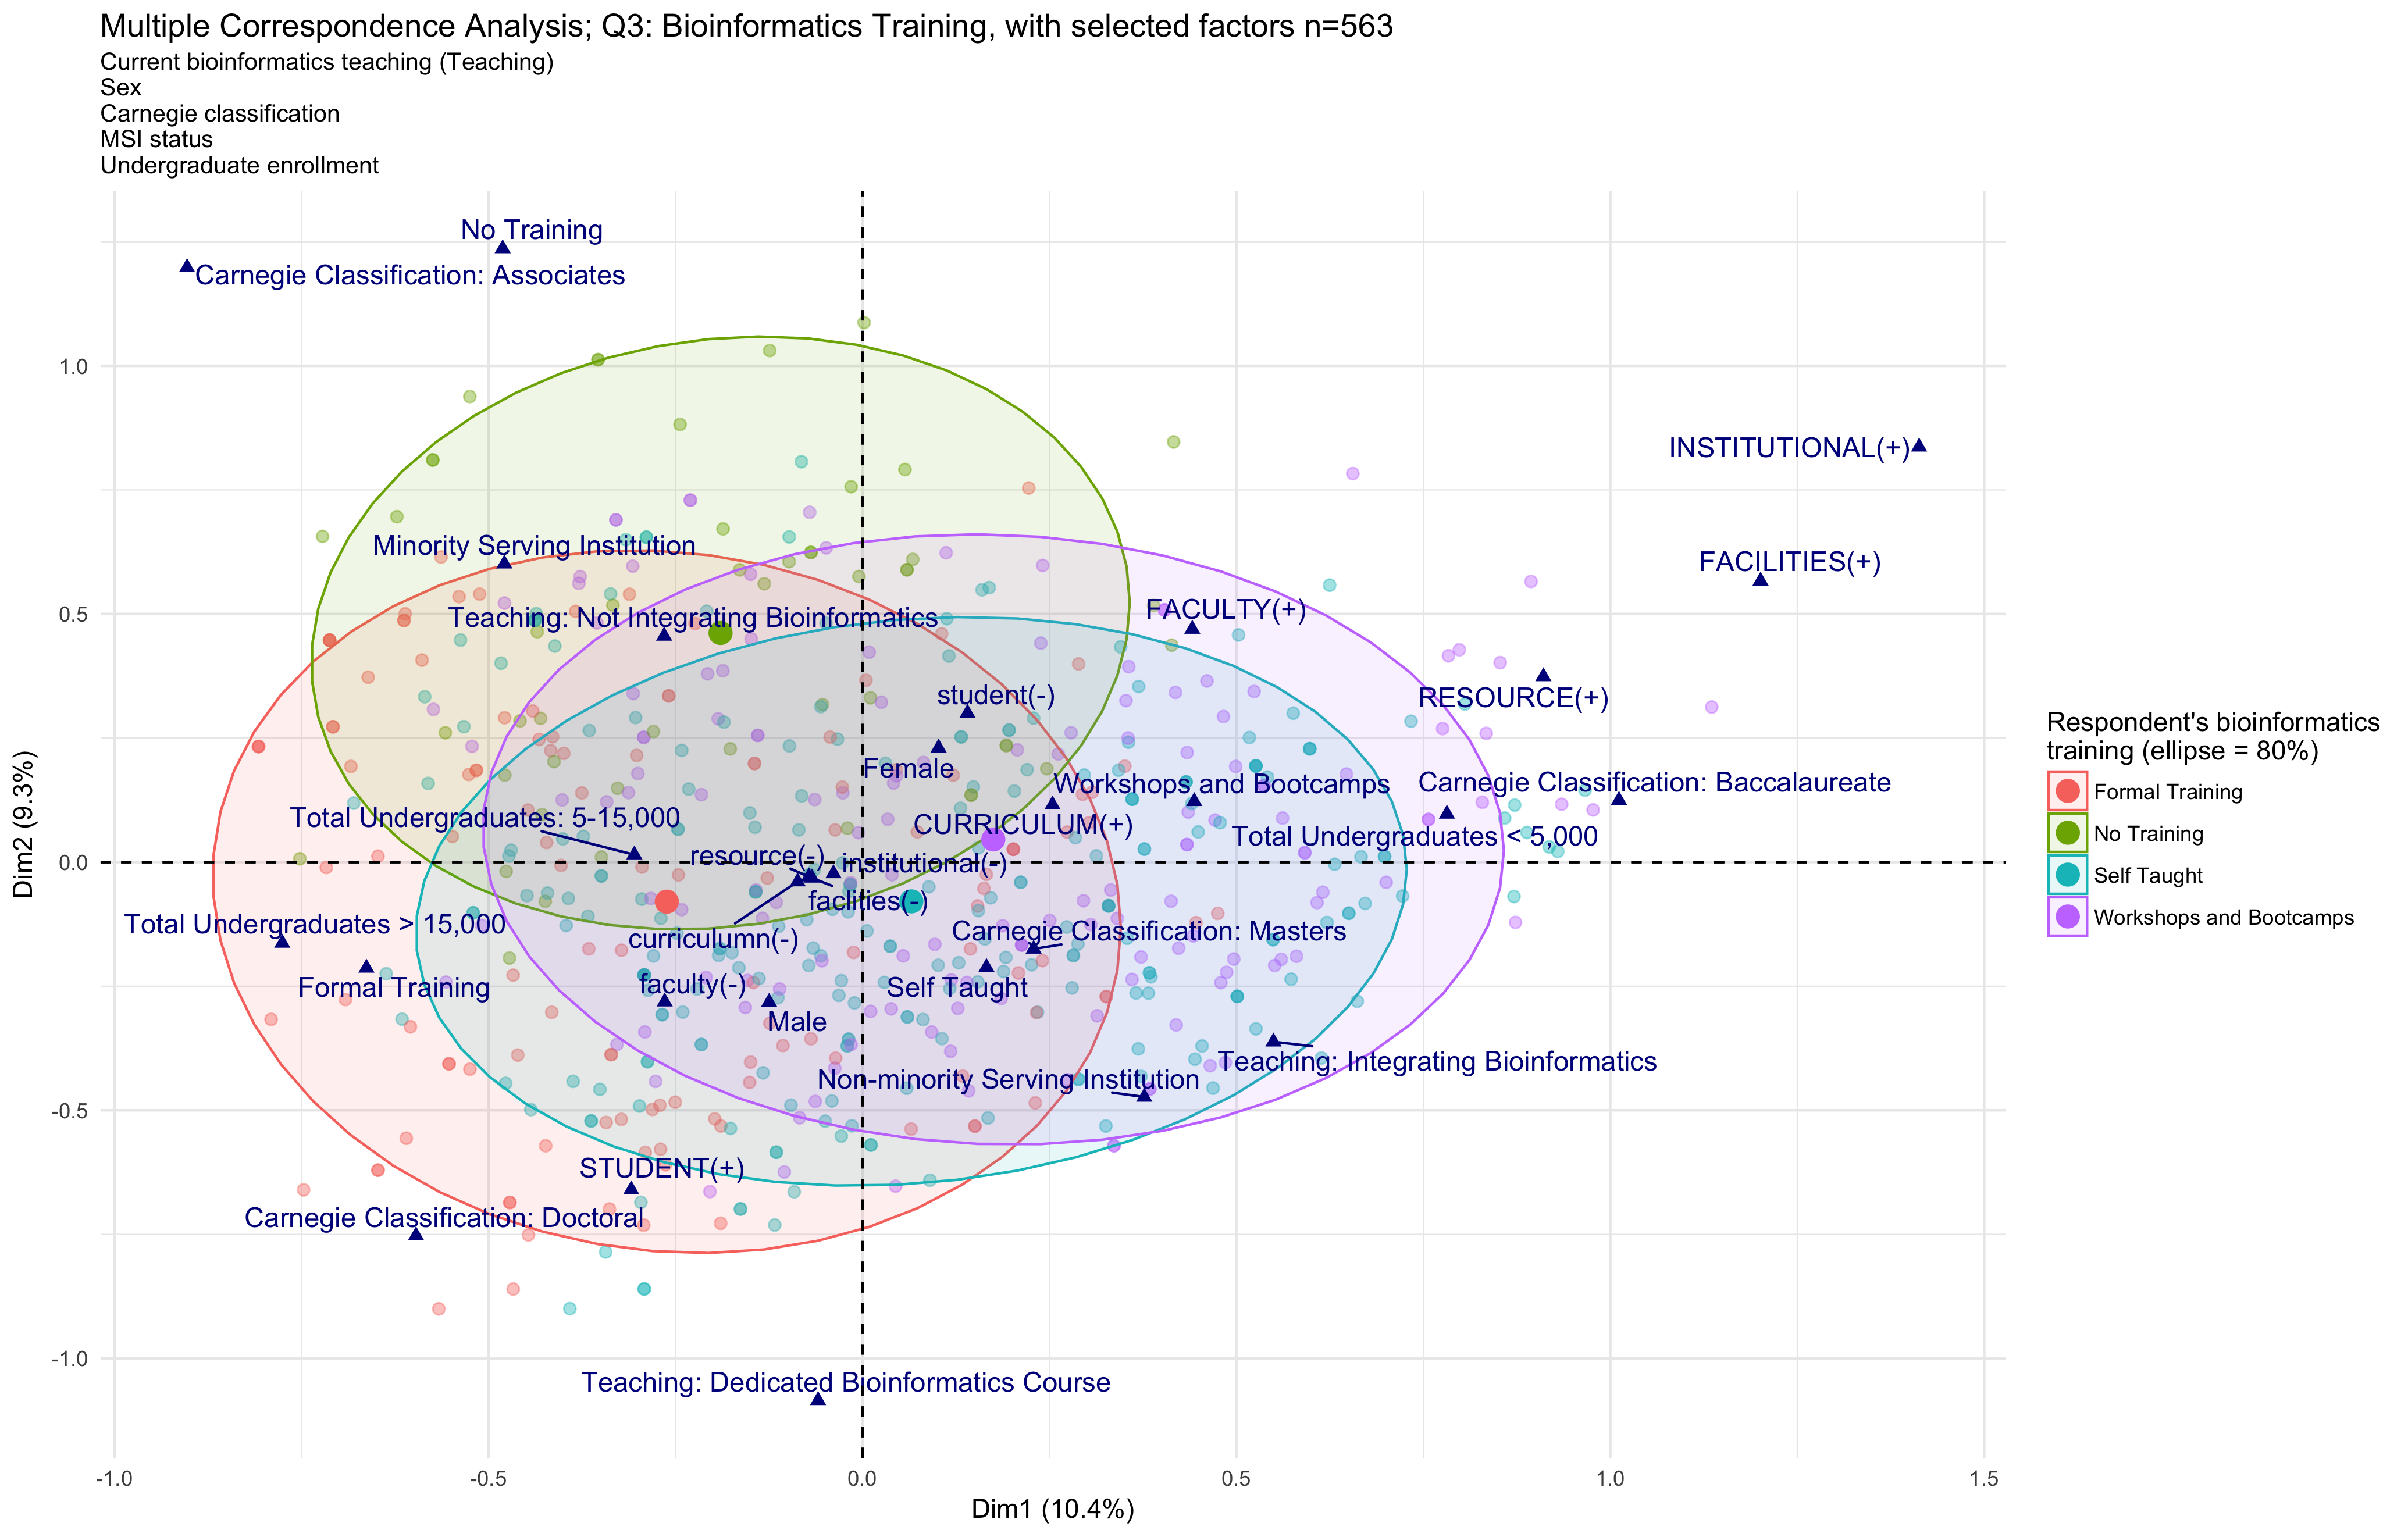 Multiple Correspondence Analysis; Q3: Bioinformatics Training, with selected factors n=563
Current bioinformatics teaching (Teaching)
Sex
Carnegie classification
MSI status
Undergraduate enrollment
No Training
Carnegie Classification: Associates
INSTITUTIONAL(+)
FACILITIES(+)
Minority Serving Institution
Teaching: Not Integrating Bioinformatics
FACULTY(+)
student(-)
RESOURCE(+)
Female
Workshops and Bootcamps
Carnegie Classification: Baccalaureate
Total Undergraduates: 5-15,000
CURRICULUM(+)
Total Undergraduates < 5,000
resource(-)
institutional(-)
faclities(-)
Total Undergraduates > 15,000
curriculumn(-)
Carnegie Classification: Masters
Formal Training
faculty(-)
Self Taught
Male
Teaching: Integrating Bioinformatics
Non-minority Serving Institution
STUDENT(+)
Carnegie Classification: Doctoral
Teaching: Dedicated Bioinformatics Course
1.0
0.5
0.0
-0.5
-1.0
Dim2 (9.3%)
-1.0
-0.5
0.0
0.5
1.0
1.5
Dim1 (10.4%)
Respondent's bioinformatics
training (ellipse = 80%)
Formal Training
No Training
Self Taught
Workshops and Bootcamps